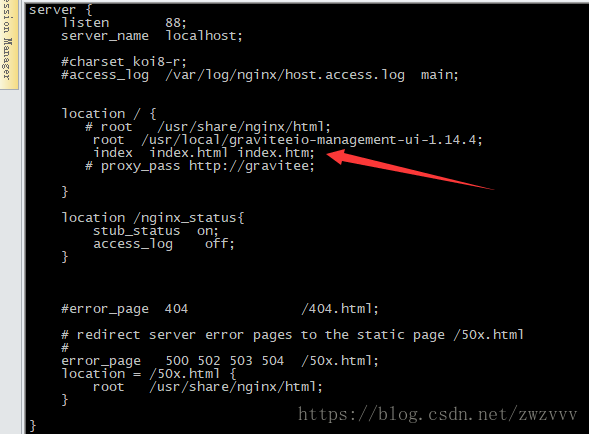 ession Manager
server {
listen 88;
server_name localhost;
#charset koi8-r;
#access_log /var/log/nginx/host.access.log main;
location / {
# root /usr/share/nginx/html;
root /usr/local/graviteeio-management-ui-1.14.4;
index index.html index.htm;
# proxy_pass http://gravitee;
}
location /nginx_status{
stub_status on;
access_log off;
}
#error_page 404 /404.html;
# redirect server error pages to the static page /50x.html
#
error_page 500 502 503 504 /50x.html;
location = /50x.html {
root /usr/share/nginx/html;
}
https://blog.csdn.net/zwzvvv
}